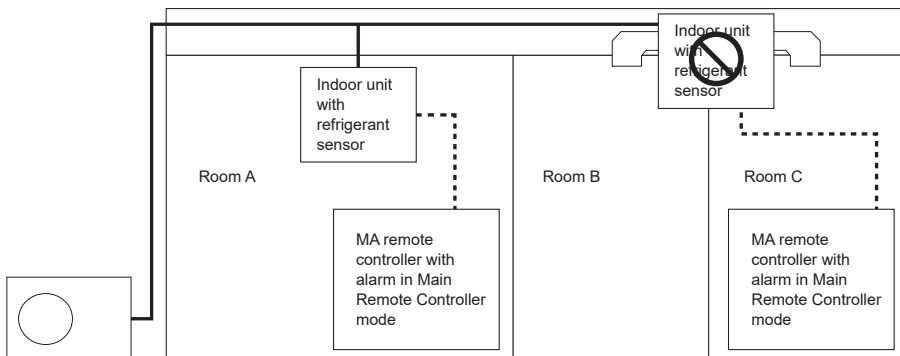 Indoor unit
with
refrigerant
sensor
Indoor unit
with
refrigerant
sensor
Room A
Room B
Room C
MA remote
controller with
alarm in Main
Remote Controller
mode
MA remote
controller with
alarm in Main
Remote Controller
mode